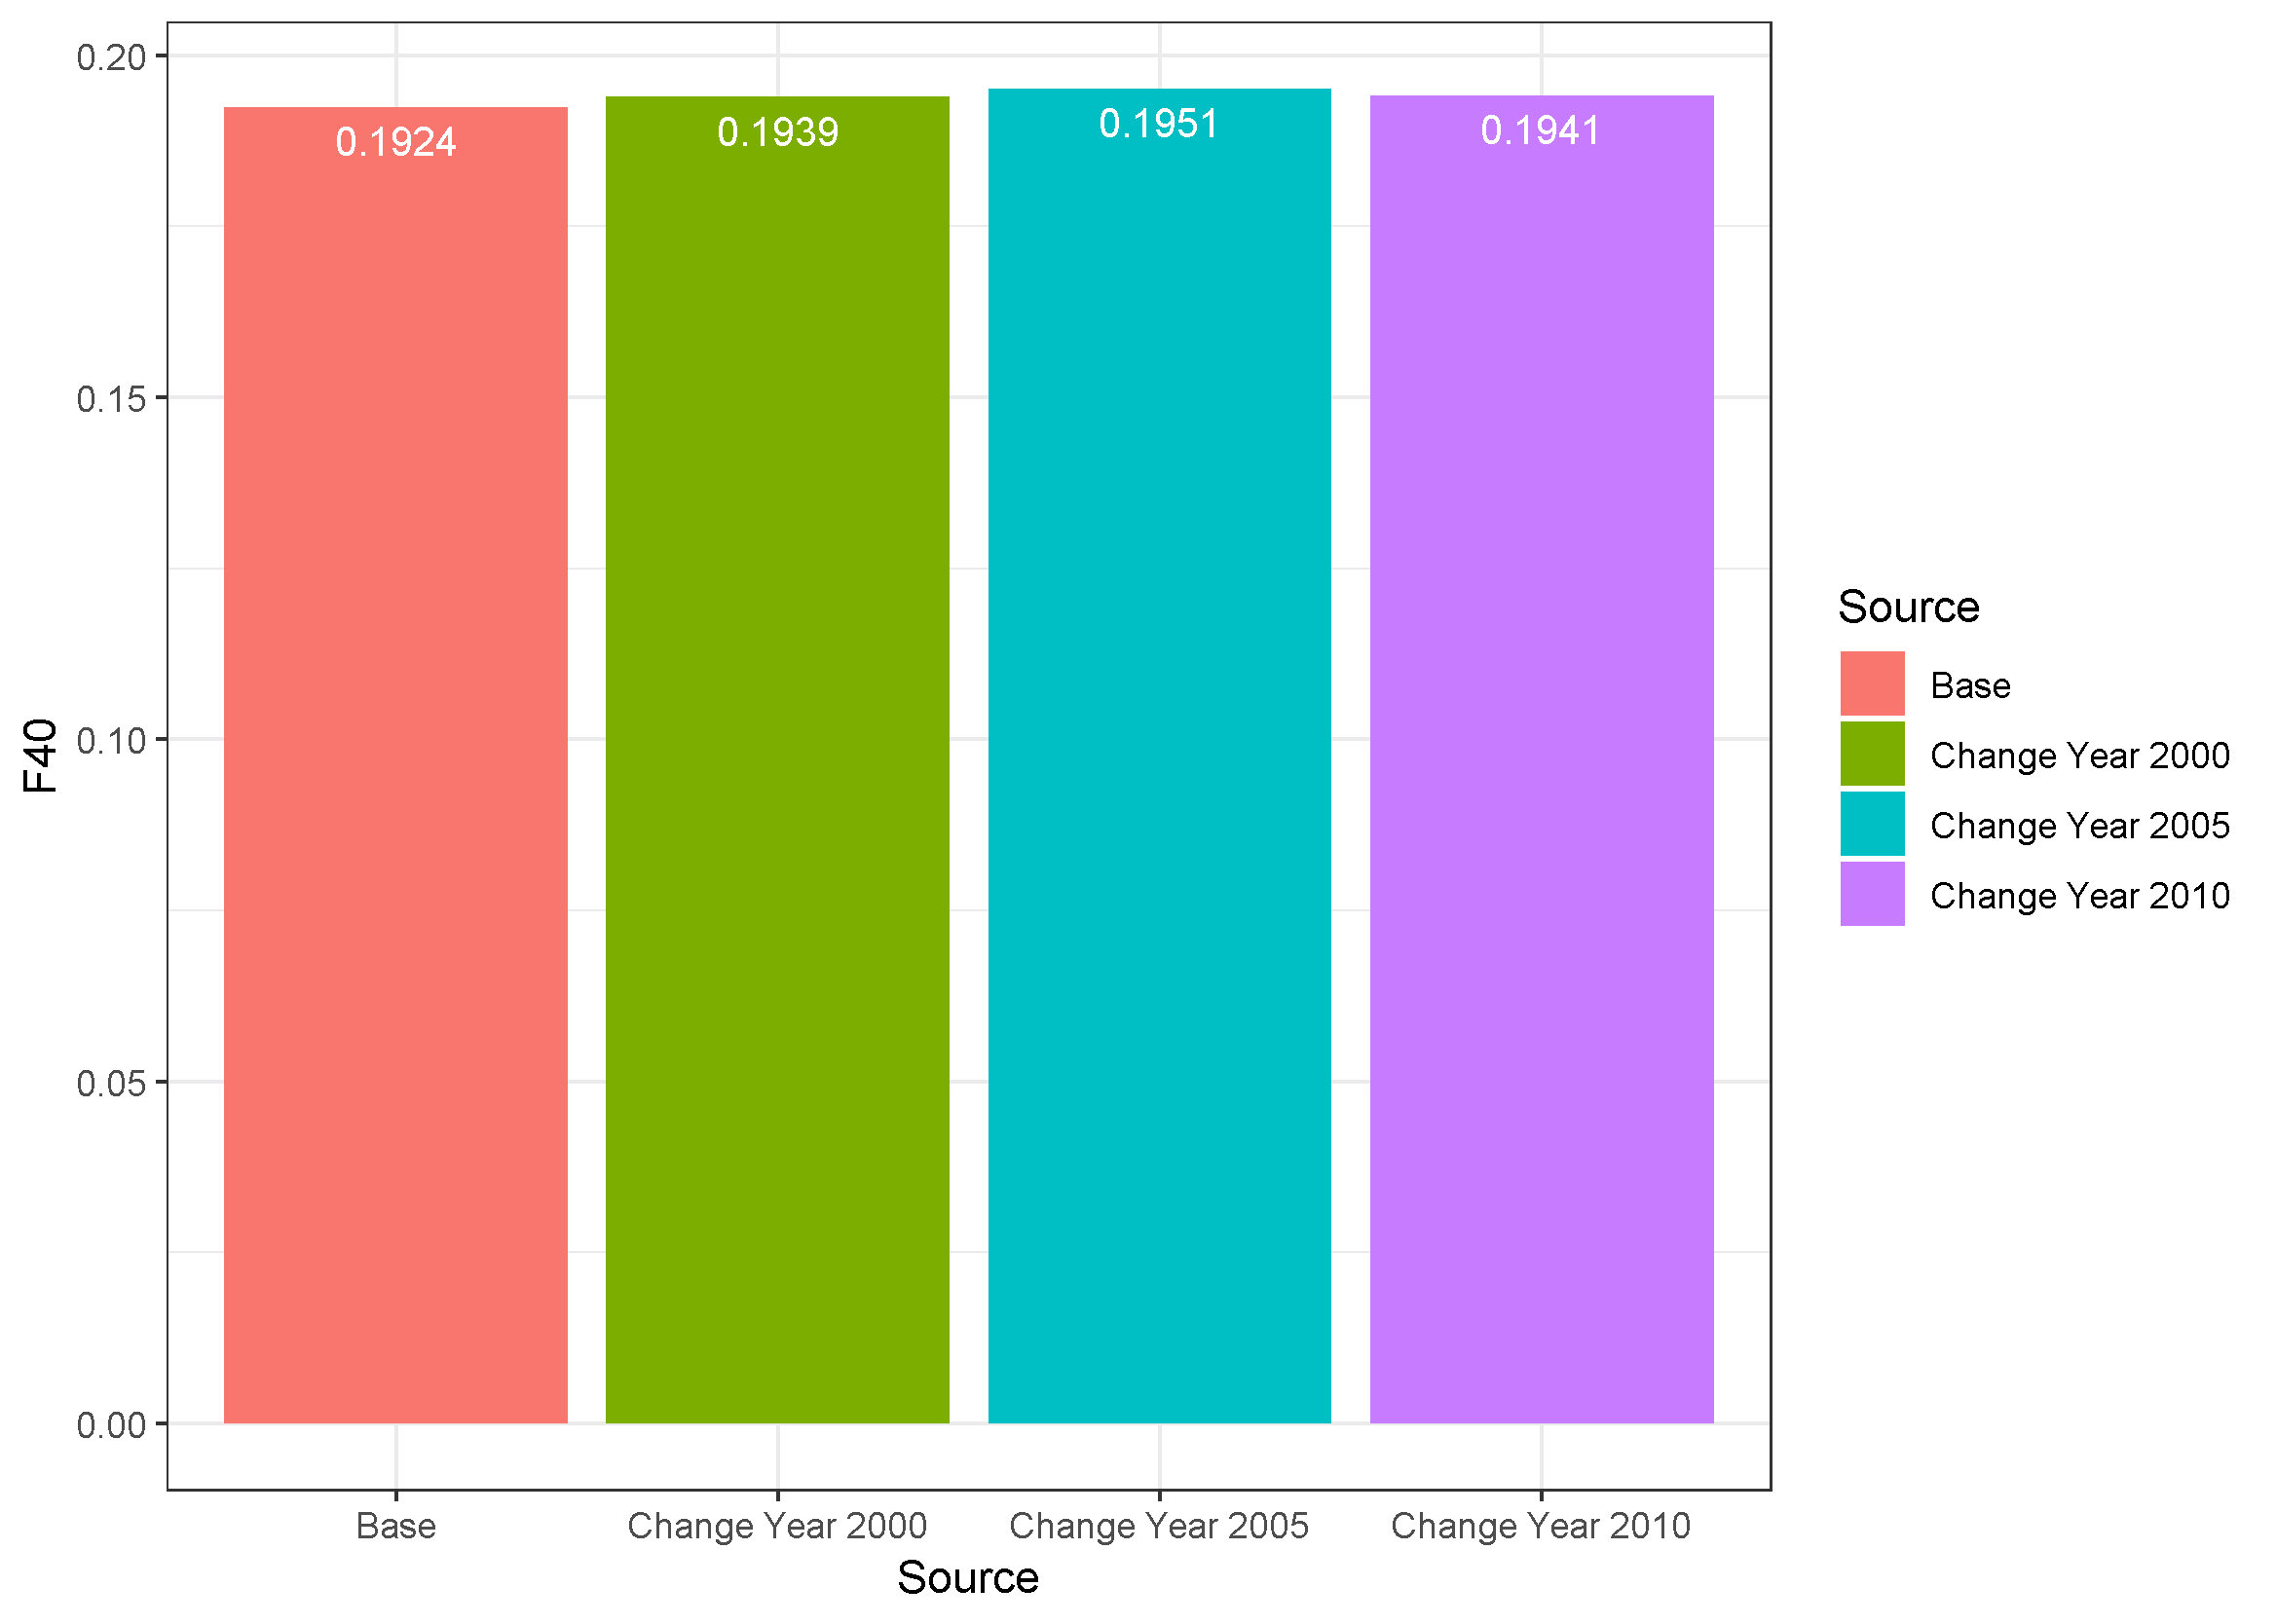 0.20
0.15
0.10
0.05
0.00
F40
0.1924
0.1939
0.1951
0.1941
Base
Change Year 2000
Change Year 2005
Change Year 2010
Source
Source
Base
Change Year 2000
Change Year 2005
Change Year 2010